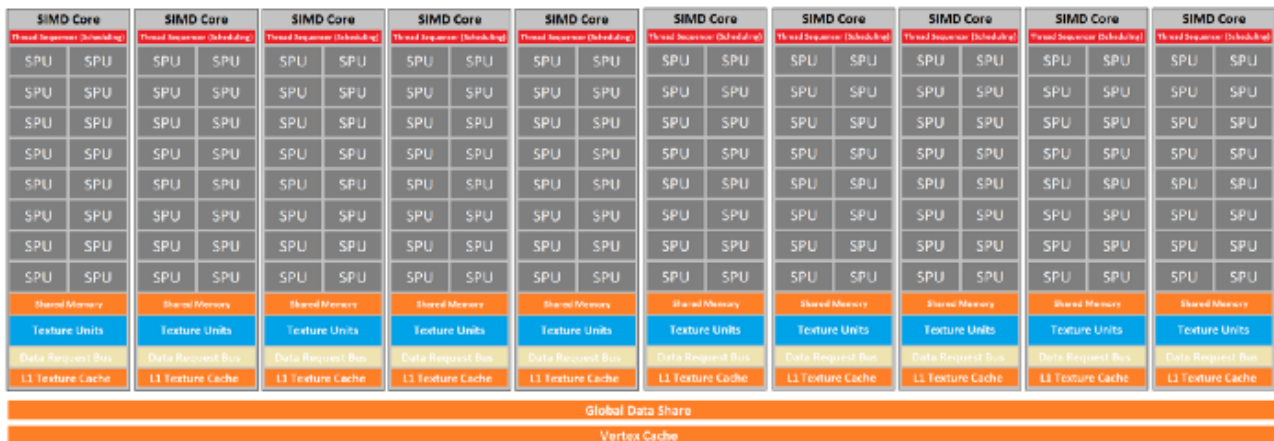 SIMD Core SIMD Core SIMD Core SIMD Core SIMD Core SIMD Core SIMD Core SIMD Core SIMD Core SIMD Core
Thread Sequencer (Scheduling) Thread Sequencer (Scheduling) Thread Sequencer (Scheduling) Thread Sequencer (Scheduling) Thread Sequencer (Scheduling) Thread Sequencer (Scheduling) Thread Sequencer (Scheduling) Thread Sequencer (Scheduling) Thread Sequencer (Scheduling) Thread Sequencer (Scheduling)
SPU SPU SPU SPU SPU SPU SPU SPU SPU SPU SPU SPU SPU SPU SPU SPU SPU SPU SPU SPU
SPU SPU SPU SPU SPU SPU SPU SPU SPU SPU SPU SPU SPU SPU SPU SPU SPU SPU SPU SPU
SPU SPU SPU SPU SPU SPU SPU SPU SPU SPU SPU SPU SPU SPU SPU SPU SPU SPU SPU SPU
SPU SPU SPU SPU SPU SPU SPU SPU SPU SPU SPU SPU SPU SPU SPU SPU SPU SPU SPU SPU
SPU SPU SPU SPU SPU SPU SPU SPU SPU SPU SPU SPU SPU SPU SPU SPU SPU SPU SPU SPU
SPU SPU SPU SPU SPU SPU SPU SPU SPU SPU SPU SPU SPU SPU SPU SPU SPU SPU SPU SPU
SPU SPU SPU SPU SPU SPU SPU SPU SPU SPU SPU SPU SPU SPU SPU SPU SPU SPU SPU SPU
SPU SPU SPU SPU SPU SPU SPU SPU SPU SPU SPU SPU SPU SPU SPU SPU SPU SPU SPU SPU
Shared Memory Shared Memory Shared Memory Shared Memory Shared Memory Shared Memory Shared Memory Shared Memory Shared Memory Shared Memory
Texture Units Texture Units Texture Units Texture Units Texture Units Texture Units Texture Units Texture Units Texture Units Texture Units
Data Request Bus Data Request Bus Data Request Bus Data Request Bus Data Request Bus Data Request Bus Data Request Bus Data Request Bus Data Request Bus Data Request Bus
L1 Texture Cache L1 Texture Cache L1 Texture Cache L1 Texture Cache L1 Texture Cache L1 Texture Cache L1 Texture Cache L1 Texture Cache L1 Texture Cache L1 Texture Cache
Global Data Share
Vertex Cache